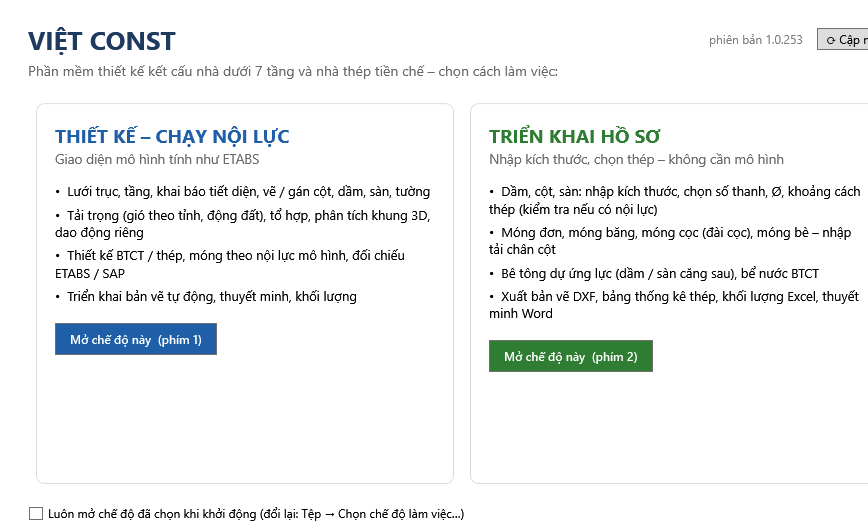 VIỆT CONST
phiên bản 1.0.253
⟳ Cập
Phần mềm thiết kế kết cấu nhà dưới 7 tầng và nhà thép tiền chế – chọn cách làm việc:
THIẾT KẾ – CHẠY NỘI LỰC
Giao diện mô hình tính như ETABS
• Lưới trục, tầng, khai báo tiết diện, vẽ / gán cột, dầm, sàn, tường
• Tải trọng (gió theo tỉnh, động đất), tổ hợp, phân tích khung 3D,
dao động riêng
• Thiết kế BTCT / thép, móng theo nội lực mô hình, đối chiếu
ETABS / SAP
• Triển khai bản vẽ tự động, thuyết minh, khối lượng
Mở chế độ này (phím 1)
TRIỂN KHAI HỒ SƠ
Nhập kích thước, chọn thép – không cần mô hình
• Dầm, cột, sàn: nhập kích thước, chọn số thanh, Ø, khoảng cách
thép (kiểm tra nếu có nội lực)
• Móng đơn, móng băng, móng cọc (đài cọc), móng bè – nhập
tải chân cột
• Bê tông dự ứng lực (dầm / sàn căng sau), bể nước BTCT
• Xuất bản vẽ DXF, bảng thống kê thép, khối lượng Excel, thuyết
minh Word
Mở chế độ này (phím 2)
Luôn mở chế độ đã chọn khi khởi động (đổi lại: Tệp → Chọn chế độ làm việc...)